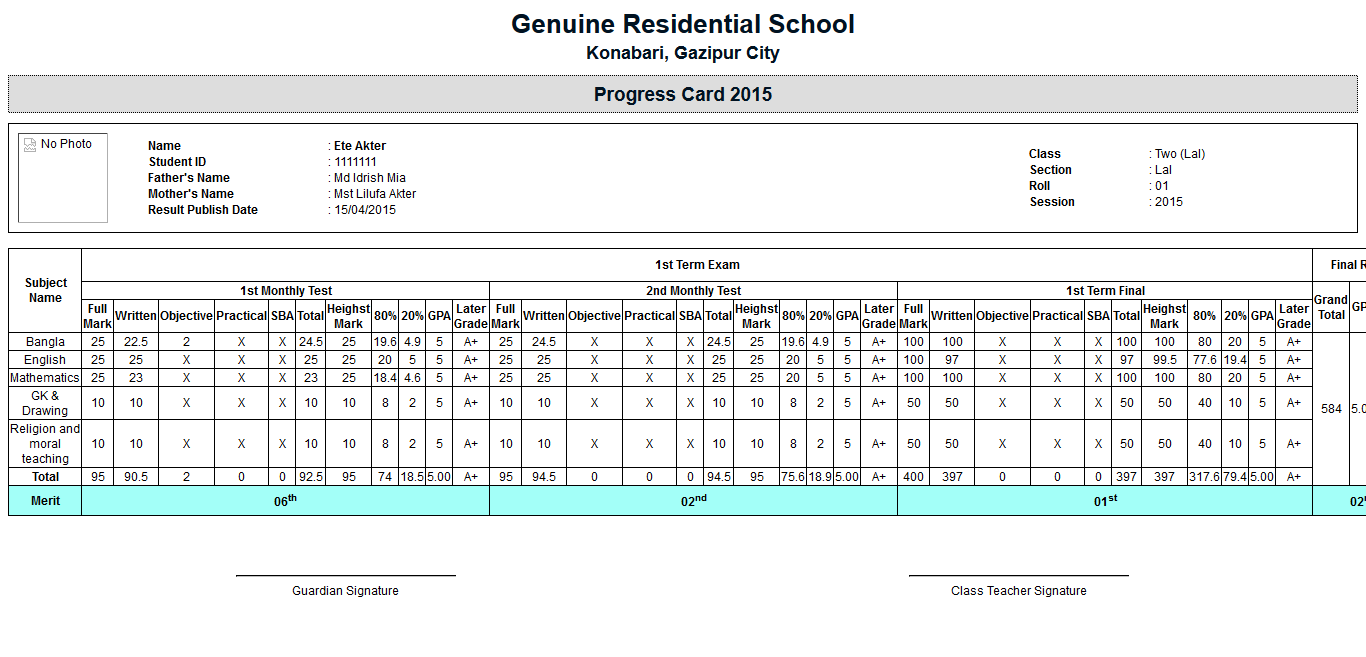 Genuine Residential School
Konabari, Gazipur City
Progress Card 2015
No Photo
Name : Ete Akter
Student ID : 1111111
Father's Name : Md Idrish Mia
Mother's Name : Mst Lilufa Akter
Result Publish Date : 15/04/2015
Class : Two (Lal)
Section : Lal
Roll : 01
Session : 2015
Subject Name 1st Term Exam Final R
1st Monthly Test 2nd Monthly Test 1st Term Final Grand Total GP
Full Mark Written Objective Practical SBA Total Heighst Mark 80% 20% GPA Later Grade Full Mark Written Objective Practical SBA Total Heighst Mark 80% 20% GPA Later Grade Full Mark Written Objective Practical SBA Total Heighst Mark 80% 20% GPA Later Grade
Bangla 25 22.5 2 X X 24.5 25 19.6 4.9 5 A+ 25 24.5 X X X 24.5 25 19.6 4.9 5 A+ 100 100 X X X 100 100 80 20 5 A+
English 25 25 X X X 25 25 20 5 5 A+ 25 25 X X X 25 25 20 5 5 A+ 100 97 X X X 97 99.5 77.6 19.4 5 A+
Mathematics 25 23 X X X 23 25 18.4 4.6 5 A+ 25 25 X X X 25 25 20 5 5 A+ 100 100 X X X 100 100 80 20 5 A+
GK & Drawing 10 10 X X X 10 10 8 2 5 A+ 10 10 X X X 10 10 8 2 5 A+ 50 50 X X X 50 50 40 10 5 A+
584 5.0
Religion and moral teaching 10 10 X X X 10 10 8 2 5 A+ 10 10 X X X 10 10 8 2 5 A+ 50 50 X X X 50 50 40 10 5 A+
Total 95 90.5 2 0 0 92.5 95 74 18.5 5.00 A+ 95 94.5 0 0 0 94.5 95 75.6 18.9 5.00 A+ 400 397 0 0 0 397 397 317.6 79.4 5.00 A+
Merit 06th 02nd 01st 02
Guardian Signature Class Teacher Signature